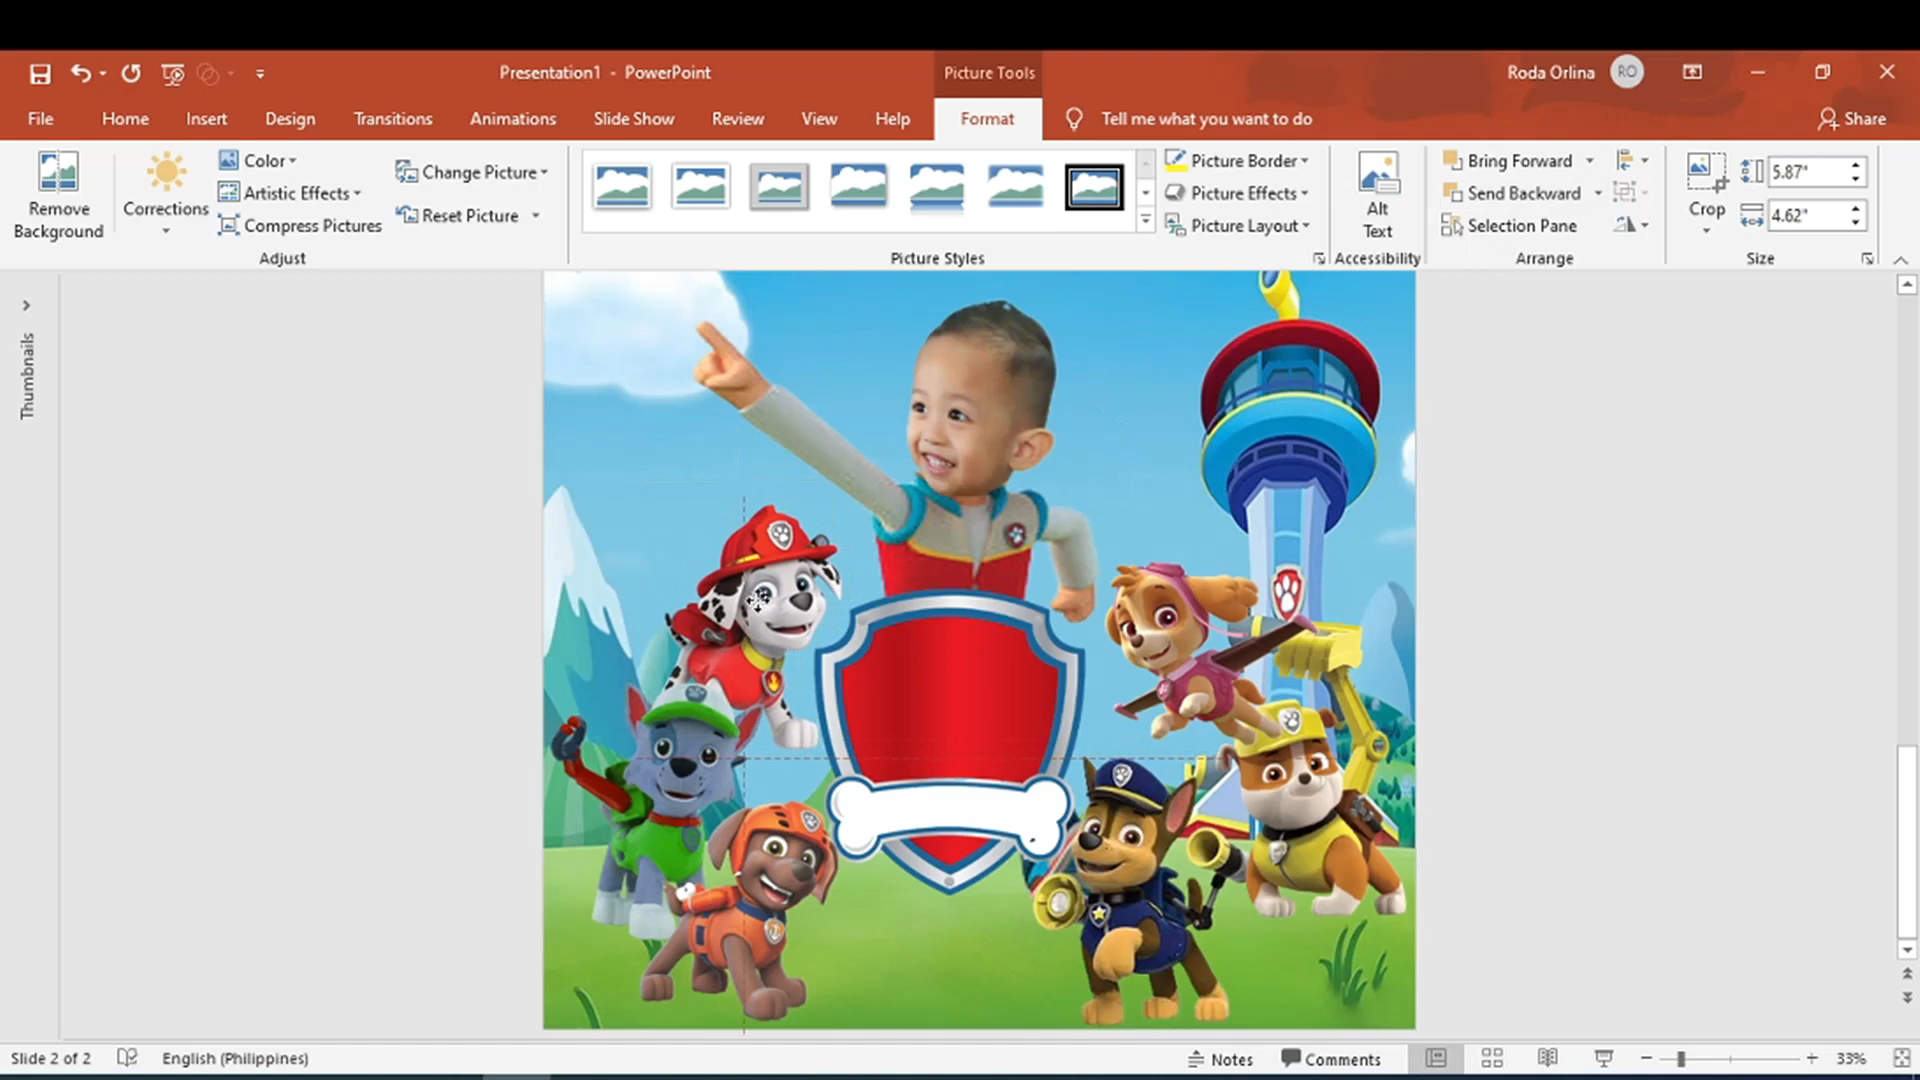 Presentation1 - PowerPoint
Picture Tools
Roda Orlina
RO
File
Home
Insert
Design
Transitions
Animations
Slide Show
Review
View
Help
Format
Tell me what you want to do
Share
Remove Background
Corrections
Color
Artistic Effects
Compress Pictures
Change Picture
Reset Picture
Adjust
Picture Styles
Picture Border
Picture Effects
Picture Layout
Alt Text
Accessibility
Bring Forward
Send Backward
Selection Pane
Arrange
Crop
5.87"
4.62"
Size
Thumbnails
Slide 2 of 2
English (Philippines)
Notes
Comments
33%